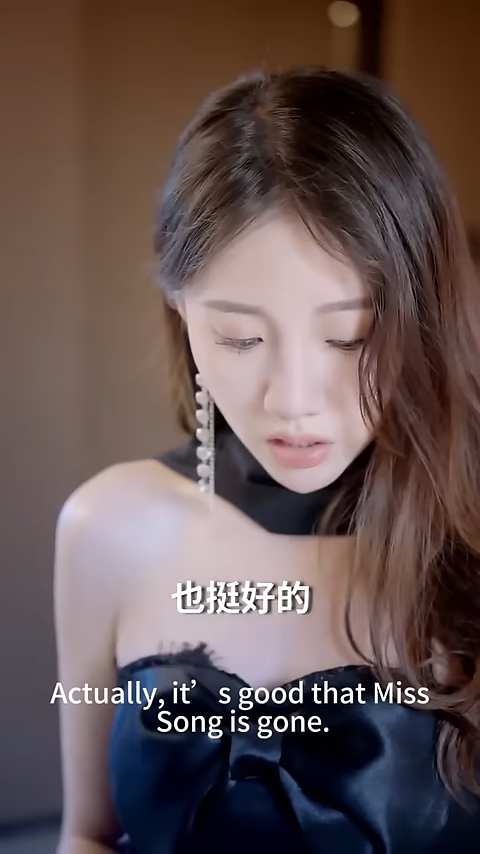 也挺好的
Actually, it’s good that Miss
Song is gone.